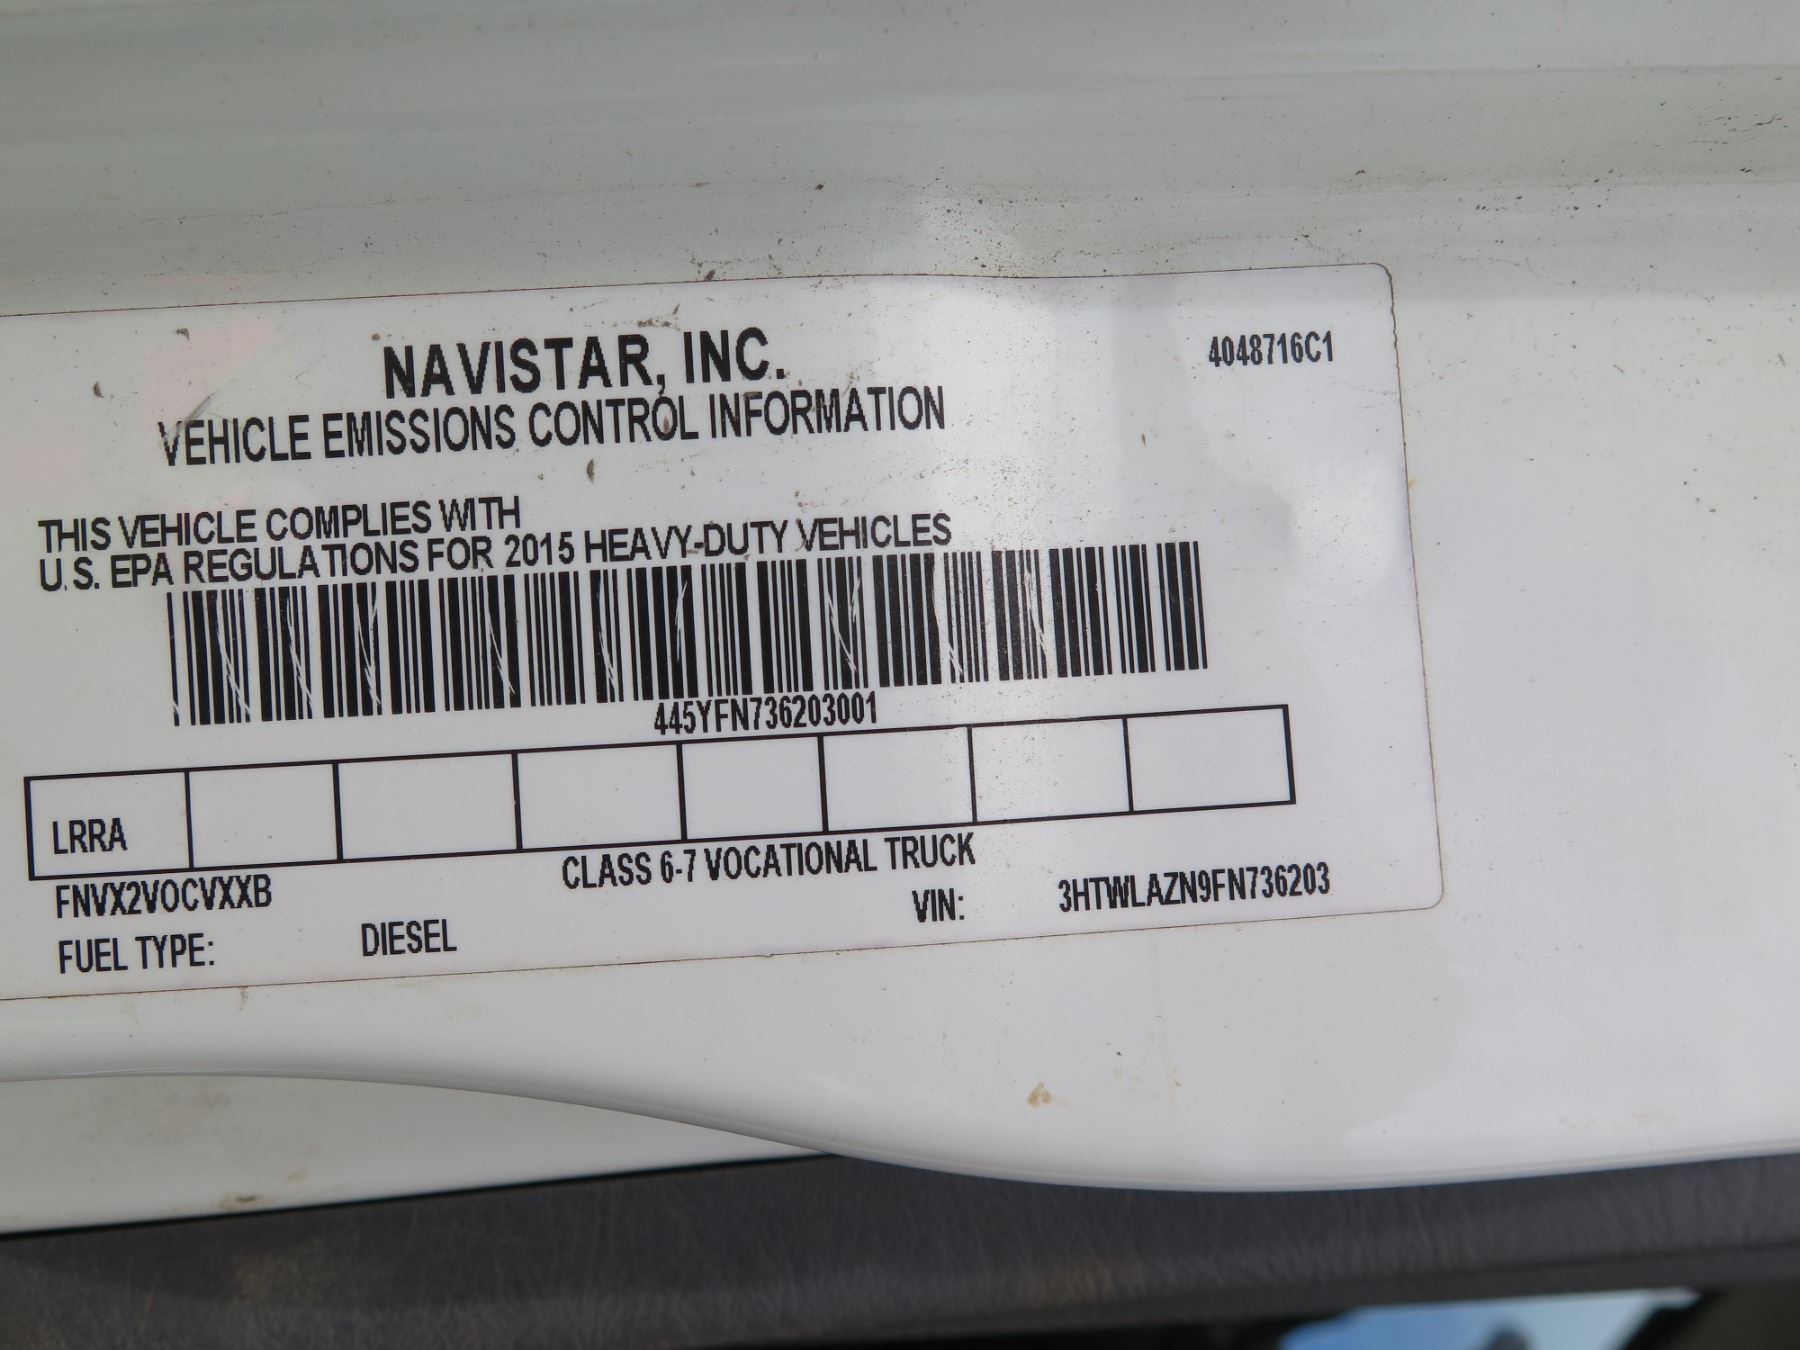 NAVISTAR, INC.
4048716C1
VEHICLE EMISSIONS CONTROL INFORMATION
THIS VEHICLE COMPLIES WITH
U.S. EPA REGULATIONS FOR 2015 HEAVY-DUTY VEHICLES
445YFN736203001
LRRA
FNVX2VOCVXXB
CLASS 6-7 VOCATIONAL TRUCK
FUEL TYPE: DIESEL
VIN: 3HTWLAZN9FN736203